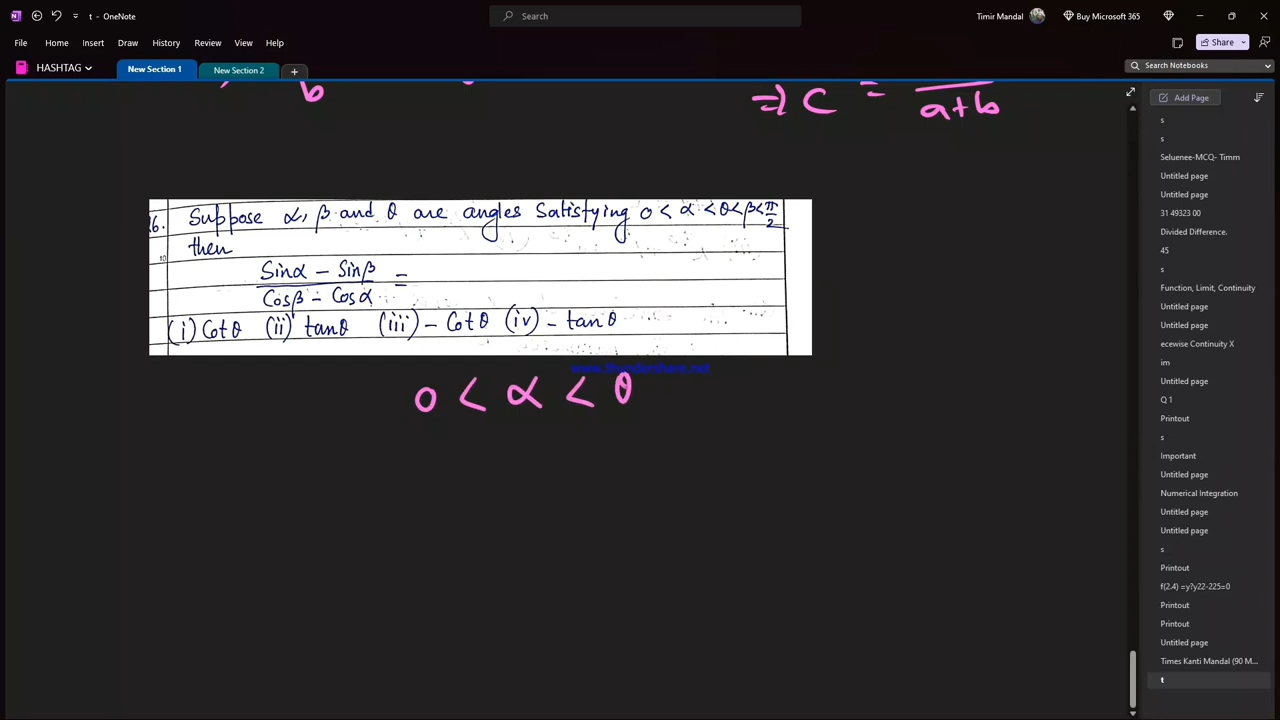 t - OneNote
Search
Timir Mandal
Buy Microsoft 365
File Home Insert Draw History Review View Help
Share
HASHTAG
New Section 1
New Section 2
+
Search Notebooks
b
⇒ C = a+b
Add Page
s
s
Seluenee-MCQ- Timm
Untitled page
Untitled page
31 49323 00
Divided Difference.
45
s
Function, Limit, Continuity
Untitled page
Untitled page
ecewise Continuity X
im
Untitled page
Q 1
Printout
s
Important
Untitled page
Numerical Integration
Untitled page
Untitled page
s
Printout
f(2.4) =y?y22-225=0
Printout
Printout
Untitled page
Times Kanti Mandal (90 M...
t
26. Suppose α, β and θ are angles Satisfying 0 < α < θ < β < π/2
10 then
Sinα - Sinβ =
Cosβ - Cosα
(i) Cotθ (ii) tanθ (iii) - Cotθ (iv) - tanθ
www.thundershare.net
0 < α < θ